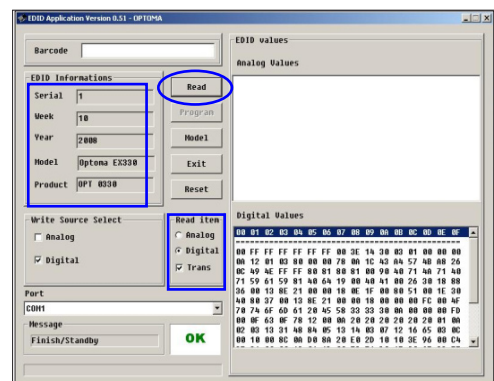 EDID Application Version 0.51 - OPTOMA
Barcode
EDID Informations
Serial 1
Week 10
Year 2008
Model Optoma EX330
Product OPT 0330
Read
Program
Model
Exit
Reset
Write Source Select
Analog
Digital
Read item
Analog
Digital
Trans
Port
COM1
Message
Finish/Standby
OK
EDID values
Analog Values
Digital Values
00 01 02 03 04 05 06 07 08 09 0A 0B 0C 0D 0E 0F
00 FF FF FF FF FF FF 00 3E 14 30 03 01 00 00 00
0A 12 01 03 80 00 00 78 0A 1C 43 A4 57 4D A8 26
0C 49 4E FF FF 80 81 80 81 00 90 40 71 4A 71 40
71 59 61 59 81 40 64 19 00 40 41 00 26 30 18 88
36 00 13 8E 21 00 00 18 0E 1F 00 80 51 00 1E 30
40 80 37 00 13 8E 21 00 00 18 00 00 00 FC 00 4F
70 74 6F 6D 61 20 45 58 33 33 30 0A 00 00 00 FD
00 0F 63 0F 78 12 00 0A 20 20 20 20 20 20 01 0A
02 03 13 31 48 84 05 13 14 03 07 12 16 65 03 0C
00 10 00 8C 0A D0 8A 20 E0 2D 10 10 3E 96 00 C4